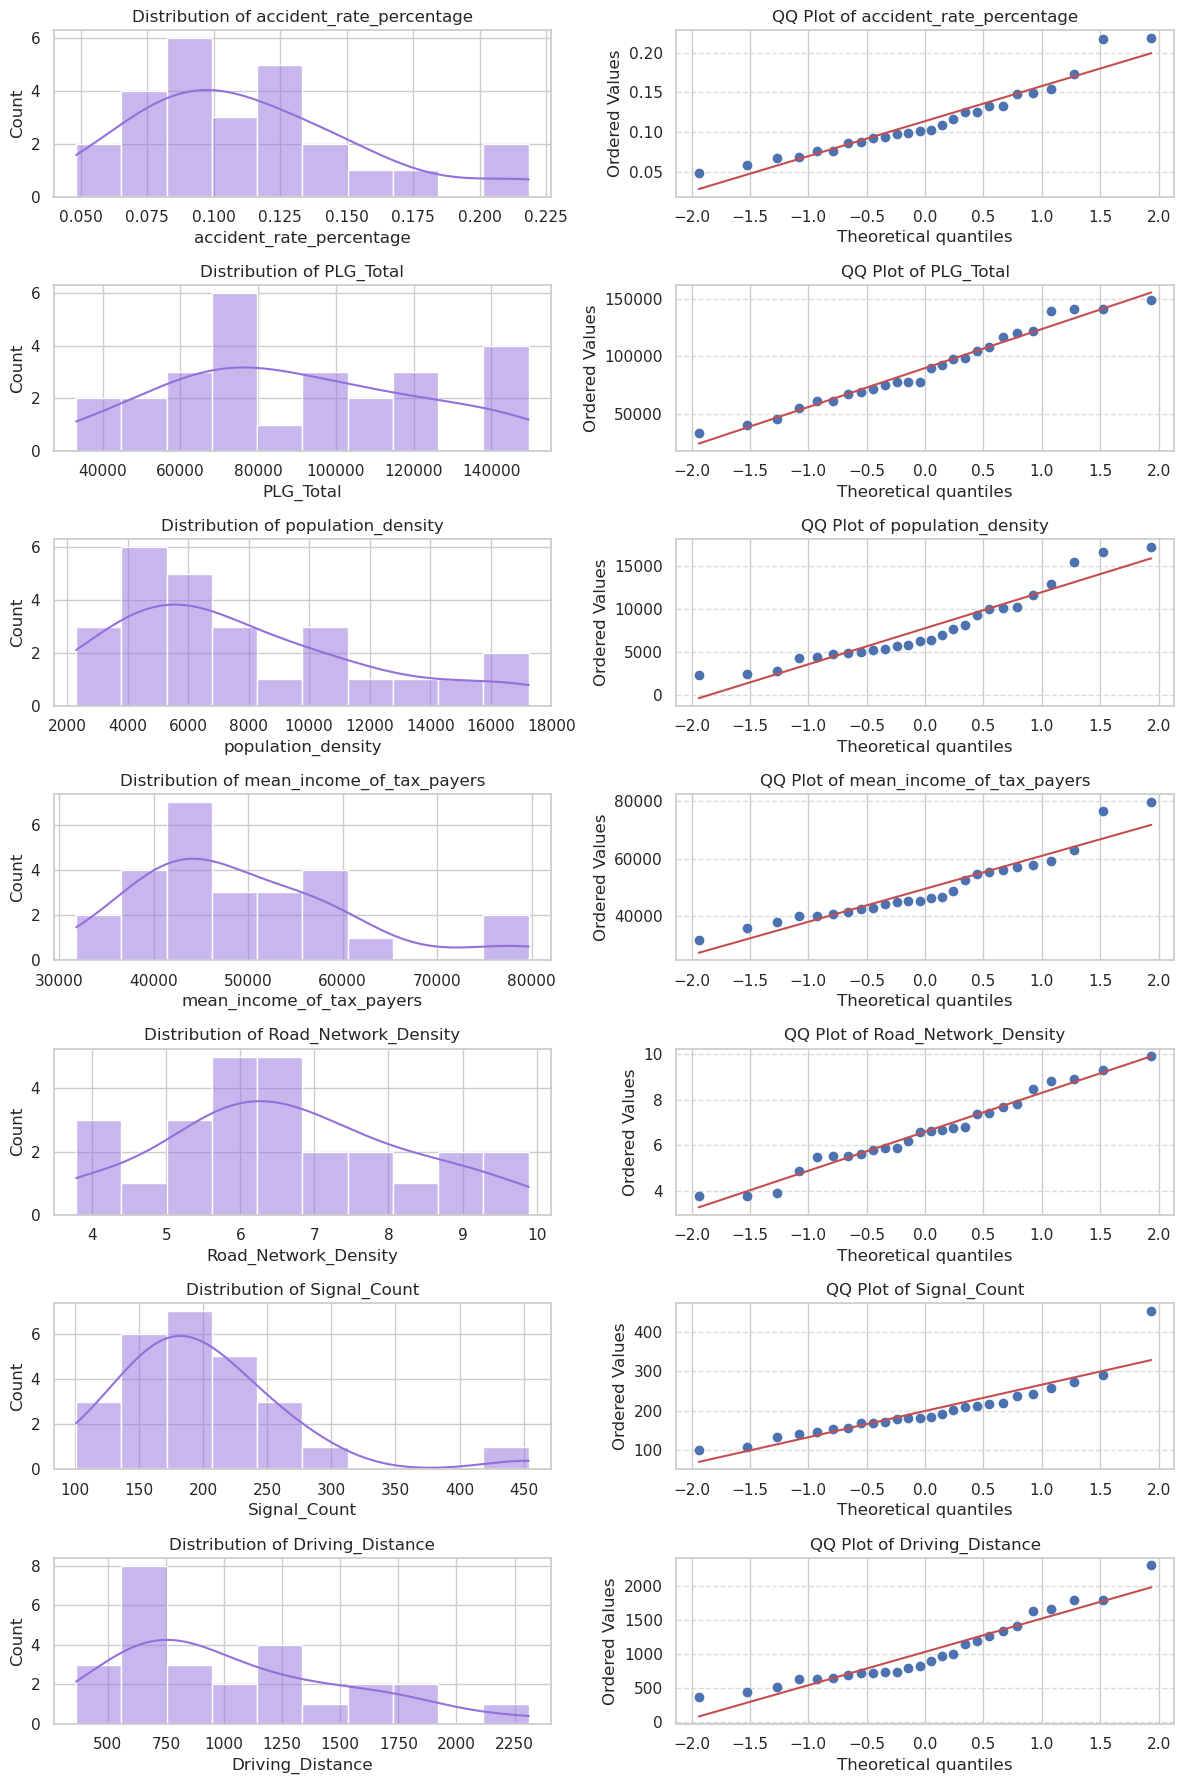 Distribution of accident_rate_percentage
QQ Plot of accident_rate_percentage
Count
6
4
2
0
0.050 0.075 0.100 0.125 0.150 0.175 0.200 0.225
accident_rate_percentage
Ordered Values
0.20
0.15
0.10
0.05
−2.0 −1.5 −1.0 −0.5 0.0 0.5 1.0 1.5 2.0
Theoretical quantiles
Distribution of PLG_Total
QQ Plot of PLG_Total
Count
6
4
2
0
40000 60000 80000 100000 120000 140000
PLG_Total
Ordered Values
150000
100000
50000
−2.0 −1.5 −1.0 −0.5 0.0 0.5 1.0 1.5 2.0
Theoretical quantiles
Distribution of population_density
QQ Plot of population_density
Count
6
4
2
0
2000 4000 6000 8000 10000 12000 14000 16000 18000
population_density
Ordered Values
15000
10000
5000
0
−2.0 −1.5 −1.0 −0.5 0.0 0.5 1.0 1.5 2.0
Theoretical quantiles
Distribution of mean_income_of_tax_payers
QQ Plot of mean_income_of_tax_payers
Count
6
4
2
0
30000 40000 50000 60000 70000 80000
mean_income_of_tax_payers
Ordered Values
80000
60000
40000
−2.0 −1.5 −1.0 −0.5 0.0 0.5 1.0 1.5 2.0
Theoretical quantiles
Distribution of Road_Network_Density
QQ Plot of Road_Network_Density
Count
4
2
0
4 5 6 7 8 9 10
Road_Network_Density
Ordered Values
10
8
6
4
−2.0 −1.5 −1.0 −0.5 0.0 0.5 1.0 1.5 2.0
Theoretical quantiles
Distribution of Signal_Count
QQ Plot of Signal_Count
Count
6
4
2
0
100 150 200 250 300 350 400 450
Signal_Count
Ordered Values
400
300
200
100
−2.0 −1.5 −1.0 −0.5 0.0 0.5 1.0 1.5 2.0
Theoretical quantiles
Distribution of Driving_Distance
QQ Plot of Driving_Distance
Count
8
6
4
2
0
500 750 1000 1250 1500 1750 2000 2250
Driving_Distance
Ordered Values
2000
1500
1000
500
0
−2.0 −1.5 −1.0 −0.5 0.0 0.5 1.0 1.5 2.0
Theoretical quantiles